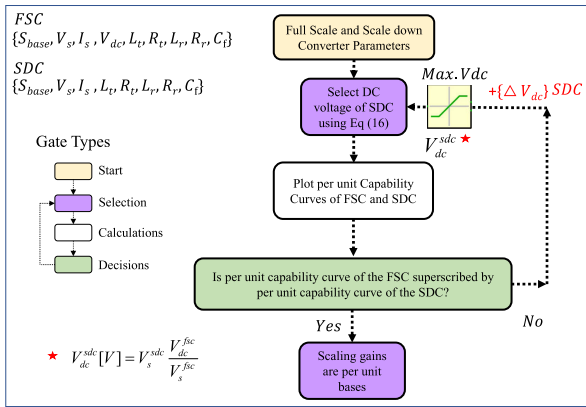 FSC
{S_base, V_s, I_s, V_dc, L_t, R_t, L_r, R_r, C_f}
SDC
{S_base, V_s, I_s, L_t, R_t, L_r, R_r, C_f}
Gate Types
Start
Selection
Calculations
Decisions
★ V_dc^sdc [V] = V_s^sdc V_dc^fsc / V_s^fsc
Full Scale and Scale down
Converter Parameters
Select DC
voltage of SDC
using Eq (16)
Max.Vdc
+{△ V_dc} SDC
V_dc^sdc ★
Plot per unit Capability
Curves of FSC and SDC
Is per unit capability curve of the FSC superscribed by
per unit capability curve of the SDC?
Yes
No
Scaling gains
are per unit
bases